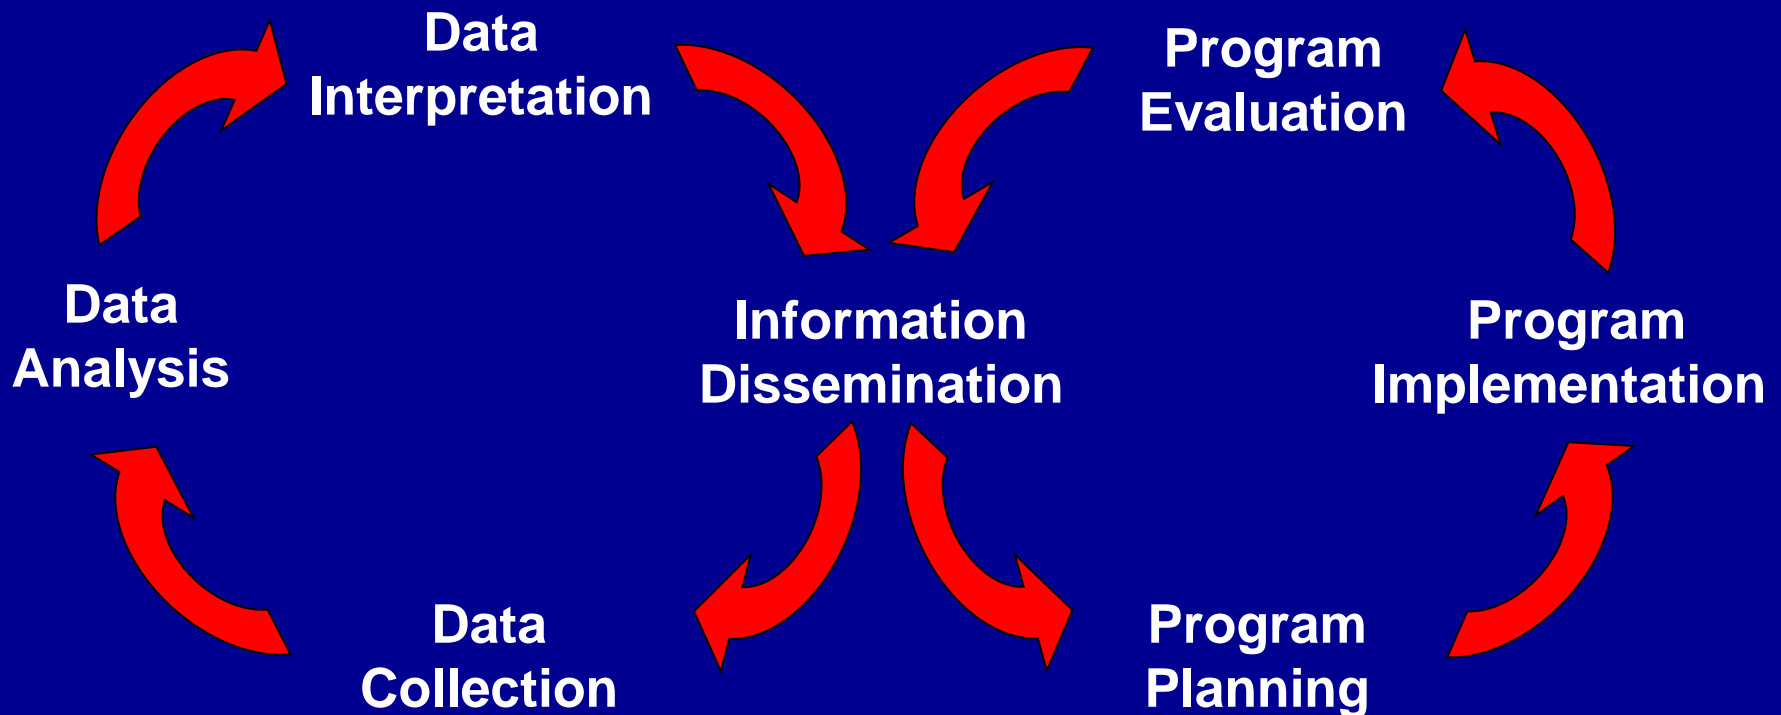 Data
Interpretation
Program
Evaluation
Data
Analysis
Information
Dissemination
Program
Implementation
Data
Collection
Program
Planning